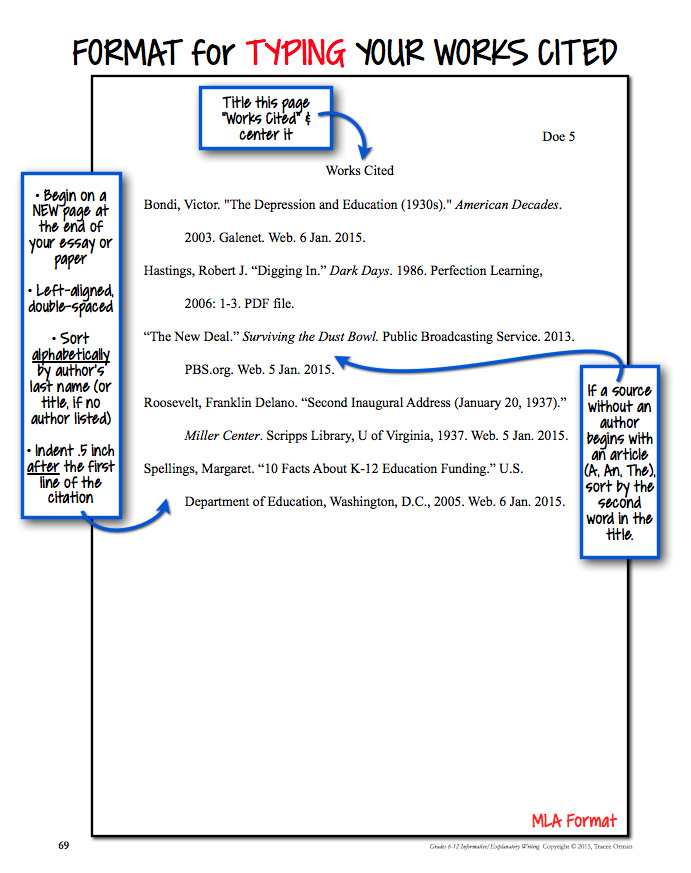 FORMAT for TYPING YOUR WORKS CITED
Title this page
"Works Cited" &
center it
Doe 5
Works Cited
Bondi, Victor. "The Depression and Education (1930s)." American Decades.
2003. Galenet. Web. 6 Jan. 2015.
Hastings, Robert J. “Digging In.” Dark Days. 1986. Perfection Learning,
2006: 1-3. PDF file.
“The New Deal.” Surviving the Dust Bowl. Public Broadcasting Service. 2013.
PBS.org. Web. 5 Jan. 2015.
Roosevelt, Franklin Delano. “Second Inaugural Address (January 20, 1937).”
Miller Center. Scripps Library, U of Virginia, 1937. Web. 5 Jan. 2015.
Spellings, Margaret. “10 Facts About K-12 Education Funding.” U.S.
Department of Education, Washington, D.C., 2005. Web. 6 Jan. 2015.
• Begin on a
NEW page at
the end of
your essay or
paper
• Left-aligned,
double-spaced
• Sort
alphabetically
by author's
last name (or
title, if no
author listed)
• Indent .5 inch
after the first
line of the
citation
If a source
without an
author
begins with
an article
(A, An, The),
sort by the
second
word in the
title.
MLA Format
69
Grades 6-12 Informative/Explanatory Writing Copyright © 2015, Tracee Orman